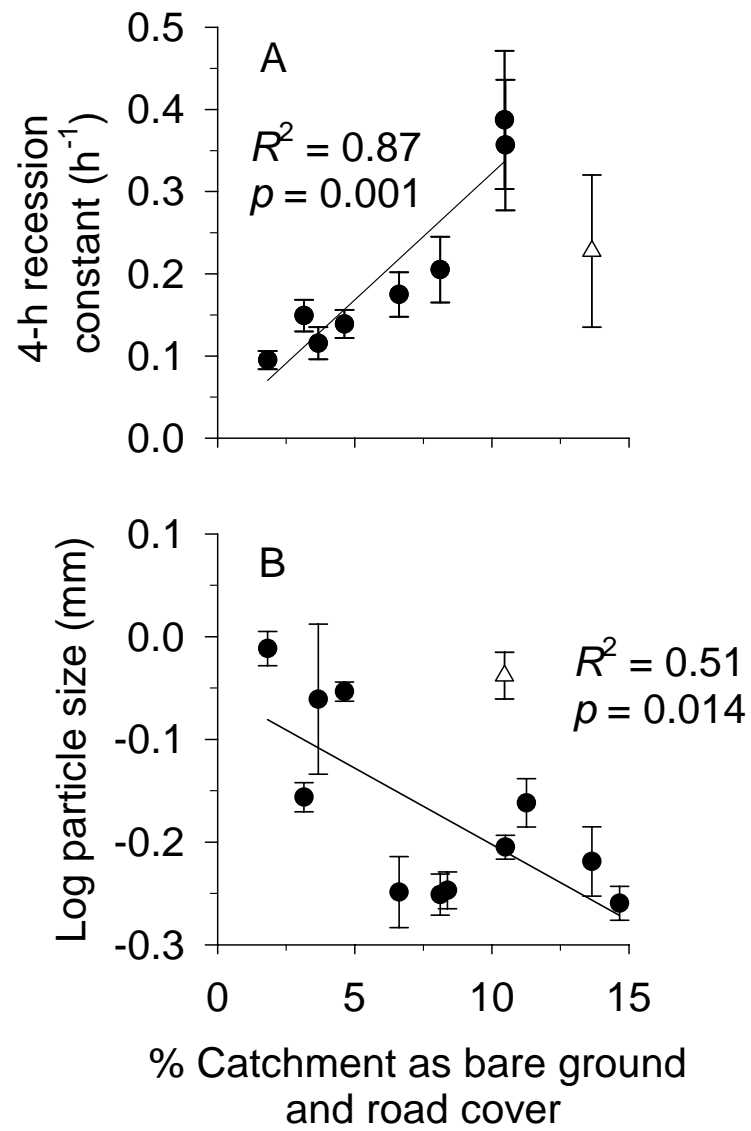 0.5
A
0.4
R² = 0.87
p = 0.001
0.3
0.2
0.1
0.0
4-h recession
constant (h⁻¹)
0.1
B
0.0
R² = 0.51
p = 0.014
-0.1
-0.2
-0.3
Log particle size (mm)
0 5 10 15
% Catchment as bare ground
and road cover